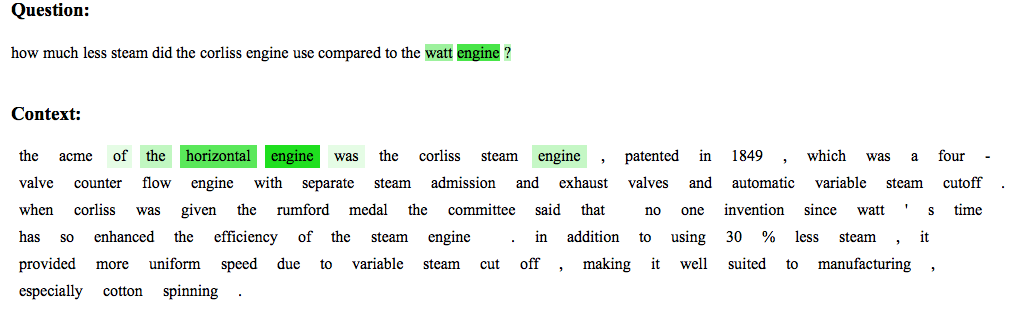 Question:
how much less steam did the corliss engine use compared to the watt engine ?
Context:
the acme of the horizontal engine was the corliss steam engine , patented in 1849 , which was a four -
valve counter flow engine with separate steam admission and exhaust valves and automatic variable steam cutoff .
when corliss was given the rumford medal the committee said that no one invention since watt ' s time
has so enhanced the efficiency of the steam engine . in addition to using 30 % less steam , it
provided more uniform speed due to variable steam cut off , making it well suited to manufacturing ,
especially cotton spinning .